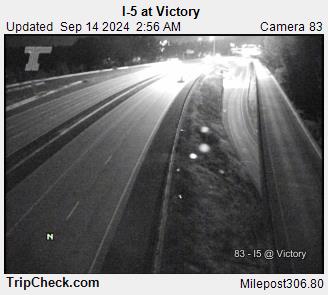 I-5 at Victory
Updated Sep 14 2024 2:56 AM Camera 83
T
N
83 - I5 @ Victory
TripCheck.com Milepost306.80